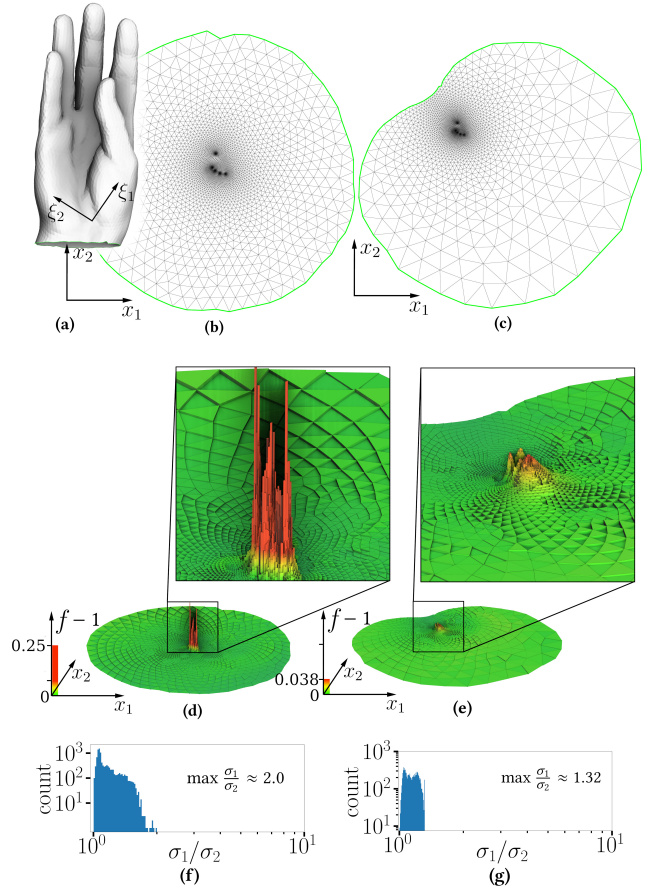 ξ₁
ξ₂
x₂
x₁
(a)
(b)
x₂
x₁
(c)
f − 1
0.25
0
x₂
x₁
(d)
f − 1
0.038
0
x₂
x₁
(e)
count
10³
10²
10¹
max σ₁/σ₂ ≈ 2.0
10⁰
10¹
σ₁/σ₂
(f)
count
10³
10²
10¹
max σ₁/σ₂ ≈ 1.32
10⁰
10¹
σ₁/σ₂
(g)